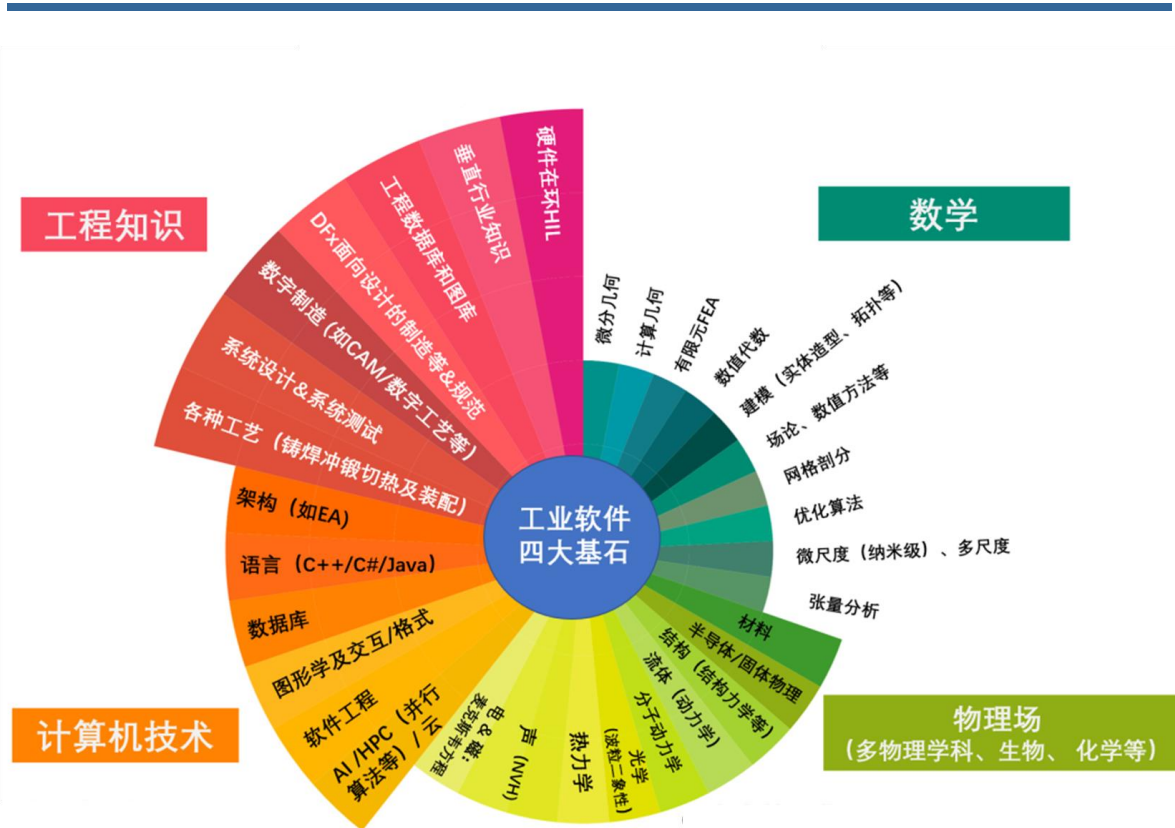 工程知识
硬件在环HIL
垂直行业知识
工程数据库和图库
DFx面向设计的制造等&规范
数字制造 (如CAM/数字工艺等)
系统设计&系统测试
各种工艺（铸焊冲锻切热及装配）
数学
微分几何
计算几何
有限元FEA
数值代数
建模（实体造型、拓扑等）
场论、数值方法等
网格剖分
优化算法
微尺度（纳米级）、多尺度
张量分析
工业软件
四大基石
架构（如EA）
语言（C++/C#/Java）
数据库
图形学及交互/格式
软件工程
AI /HPC（并行
算法等）/ 云
计算机技术
材料
半导体/固体物理
结构（结构力学等）
流体（动力学）
分子动力学
光学
(波粒二象性)
热力学
声（NVH）
电 & 磁：
麦克斯韦方程
物理场
（多物理学科、生物、 化学等）